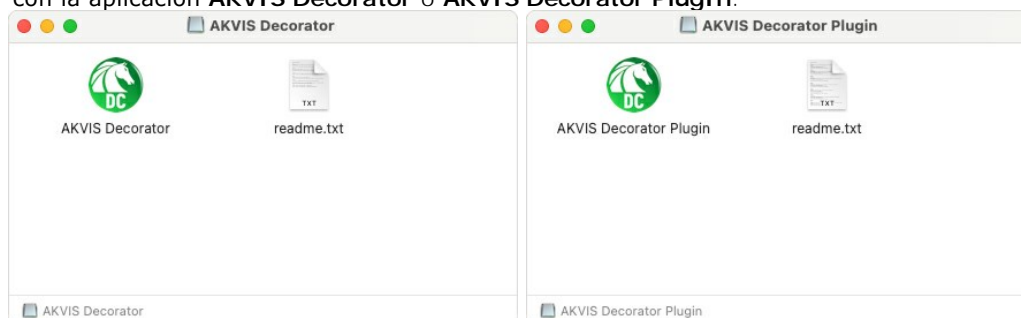 con la aplicación AKVIS Decorator o AKVIS Decorator Plugin.
AKVIS Decorator
DC
TXT
AKVIS Decorator
readme.txt
AKVIS Decorator
AKVIS Decorator Plugin
DC
TXT
AKVIS Decorator Plugin
readme.txt
AKVIS Decorator Plugin